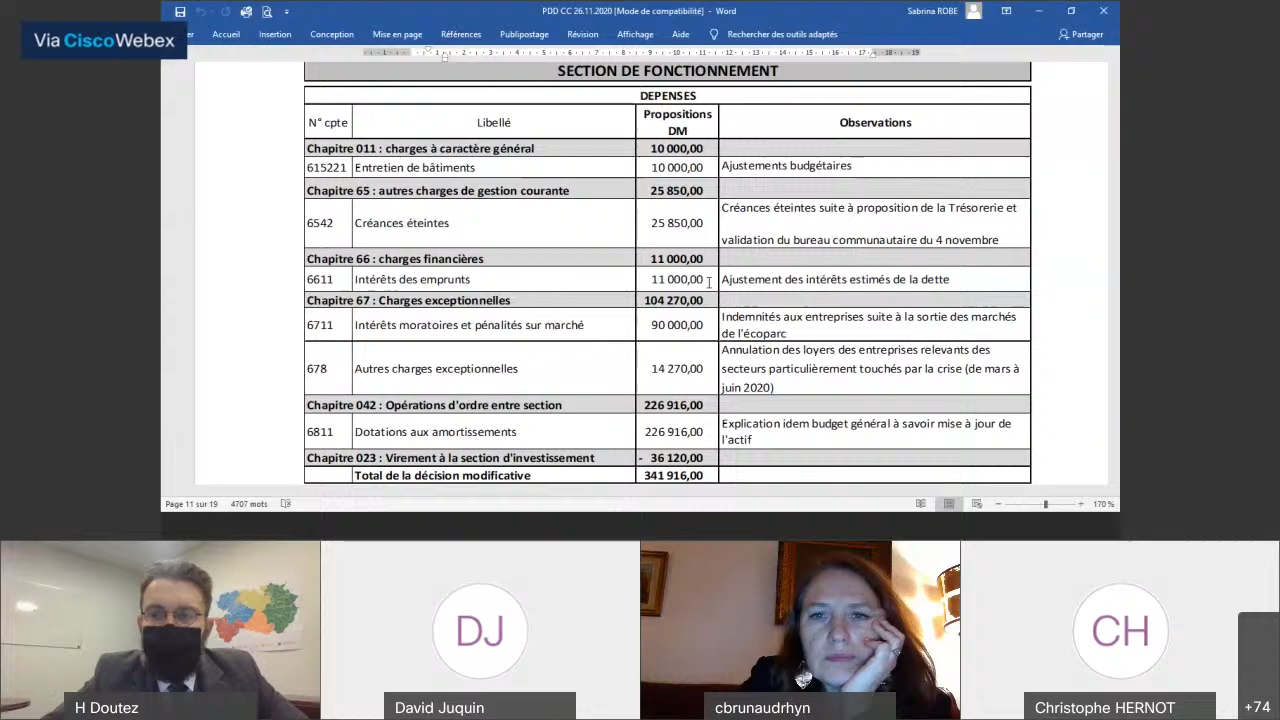 PDD CC 26.11.2020 [Mode de compatibilité] - Word
Sabrina ROBE
Via CiscoWebex
Accueil Insertion Conception Mise en page Références Publipostage Révision Affichage Aide Rechercher des outils adaptés Partager
SECTION DE FONCTIONNEMENT
DEPENSES
N° cpte Libellé Propositions DM Observations
Chapitre 011 : charges à caractère général 10 000,00
615221 Entretien de bâtiments 10 000,00 Ajustements budgétaires
Chapitre 65 : autres charges de gestion courante 25 850,00
6542 Créances éteintes 25 850,00 Créances éteintes suite à proposition de la Trésorerie et
validation du bureau communautaire du 4 novembre
Chapitre 66 : charges financières 11 000,00
6611 Intérêts des emprunts 11 000,00 Ajustement des intérêts estimés de la dette
Chapitre 67 : Charges exceptionnelles 104 270,00
6711 Intérêts moratoires et pénalités sur marché 90 000,00 Indemnités aux entreprises suite à la sortie des marchés
de l'écoparc
678 Autres charges exceptionnelles 14 270,00 Annulation des loyers des entreprises relevants des
secteurs particulièrement touchés par la crise (de mars à
juin 2020)
Chapitre 042 : Opérations d'ordre entre section 226 916,00
6811 Dotations aux amortissements 226 916,00 Explication idem budget général à savoir mise à jour de
l'actif
Chapitre 023 : Virement à la section d'investissement - 36 120,00
Total de la décision modificative 341 916,00
Page 11 sur 19 4707 mots 170 %
DJ
CH
H Doutez
David Juquin
cbrunaudrhyn
Christophe HERNOT
+74